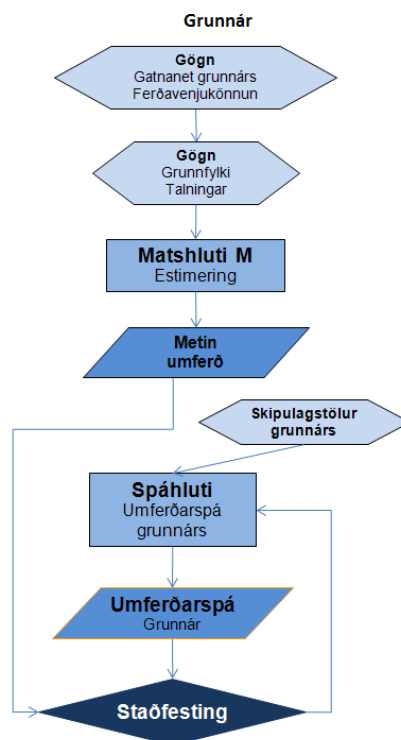 Grunnár
Gögn
Gatnanet grunnárs
Ferðavenjukönnun
Gögn
Grunnfylki
Talningar
Matshluti M
Estimering
Metin
umferð
Skipulagstölur
grunnárs
Spáhluti
Umferðarspá
grunnárs
Umferðarspá
Grunnár
Staðfesting